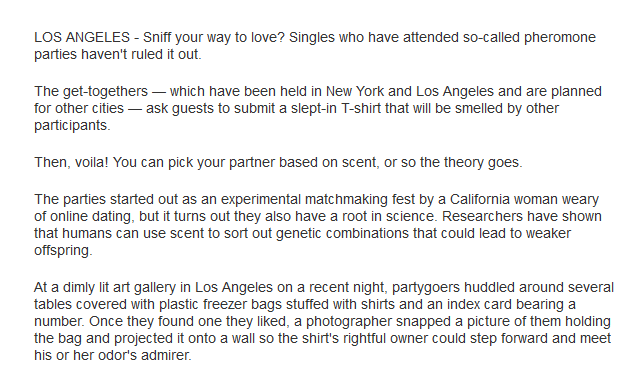 LOS ANGELES - Sniff your way to love? Singles who have attended so-called pheromone
parties haven't ruled it out.
The get-togethers — which have been held in New York and Los Angeles and are planned
for other cities — ask guests to submit a slept-in T-shirt that will be smelled by other
participants.
Then, voila! You can pick your partner based on scent, or so the theory goes.
The parties started out as an experimental matchmaking fest by a California woman weary
of online dating, but it turns out they also have a root in science. Researchers have shown
that humans can use scent to sort out genetic combinations that could lead to weaker
offspring.
At a dimly lit art gallery in Los Angeles on a recent night, partygoers huddled around several
tables covered with plastic freezer bags stuffed with shirts and an index card bearing a
number. Once they found one they liked, a photographer snapped a picture of them holding
the bag and projected it onto a wall so the shirt's rightful owner could step forward and meet
his or her odor's admirer.